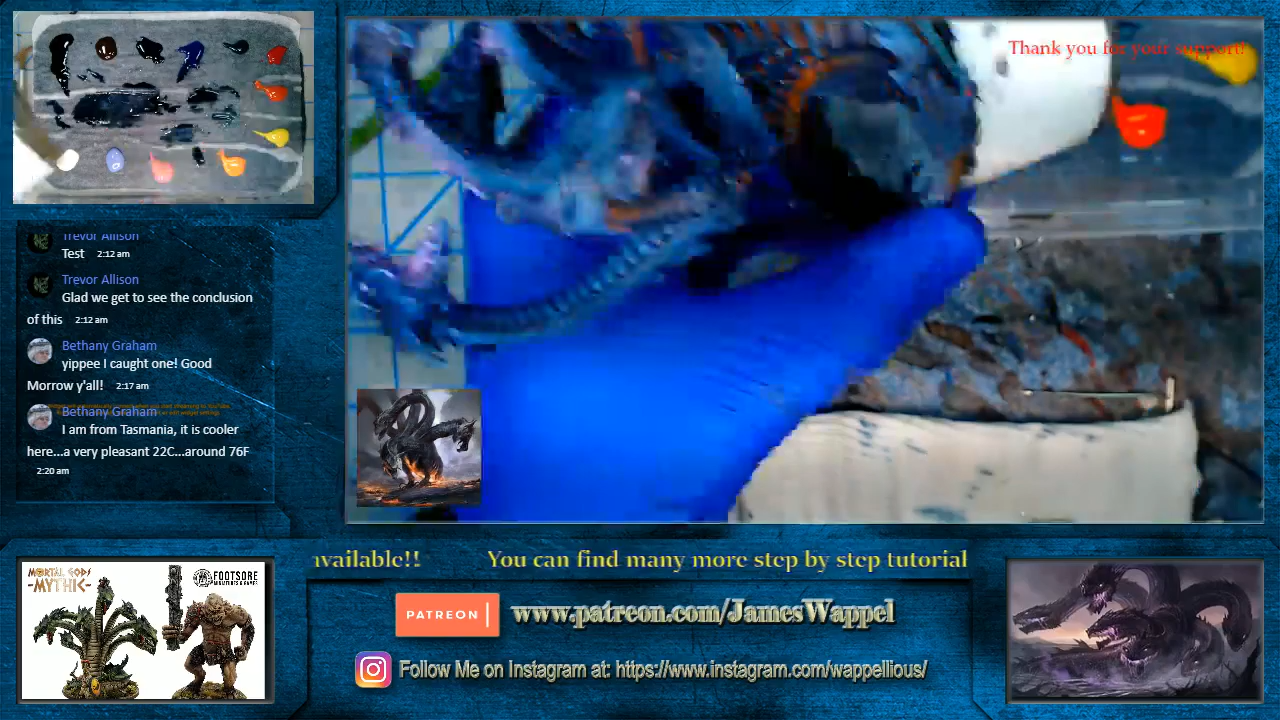 Thank you for your support!
Trevor Allison
Test 2:12 am
Trevor Allison
Glad we get to see the conclusion
of this 2:12 am
Bethany Graham
yippee I caught one! Good
Morrow y'all! 2:17 am
Bethany Graham
I am from Tasmania, it is cooler
here...a very pleasant 22C...around 76F
2:20 am
MORTAL GODS
MYTHIC
FOOTSORE
vailable!! You can find many more step by step tutorial
PATREON
www.patreon.com/JamesWappel
Follow Me on Instagram at: https://www.instagram.com/wappellious/